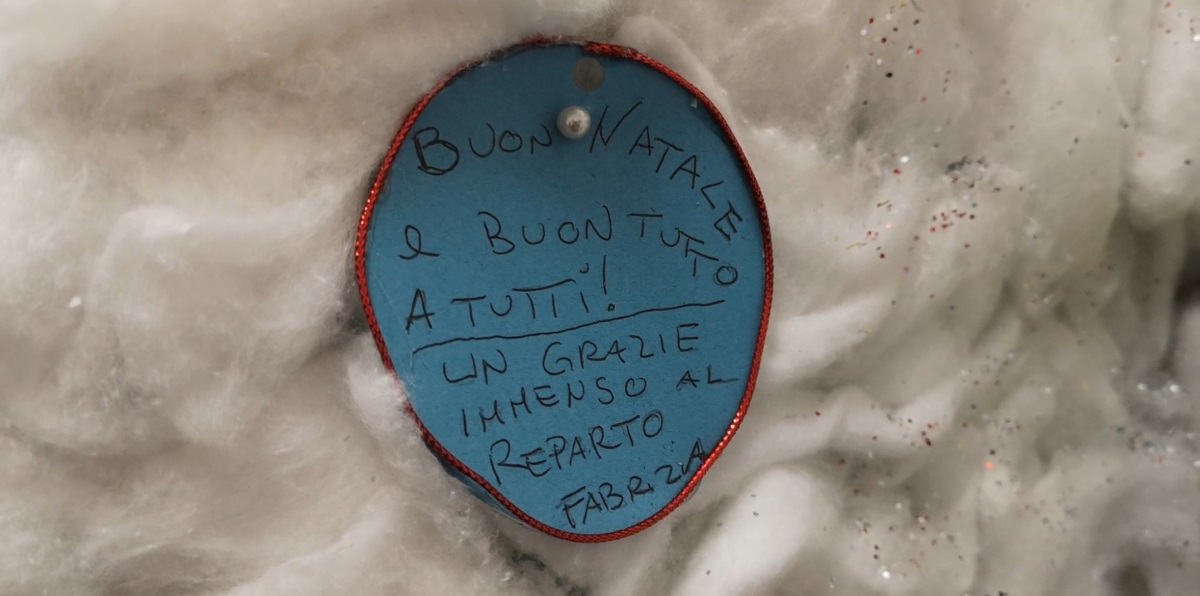 BUON NATALE
e BUON TUTTO
A TUTTI!
UN GRAZIE
IMMENSO AL
REPARTO
FABRIZIA